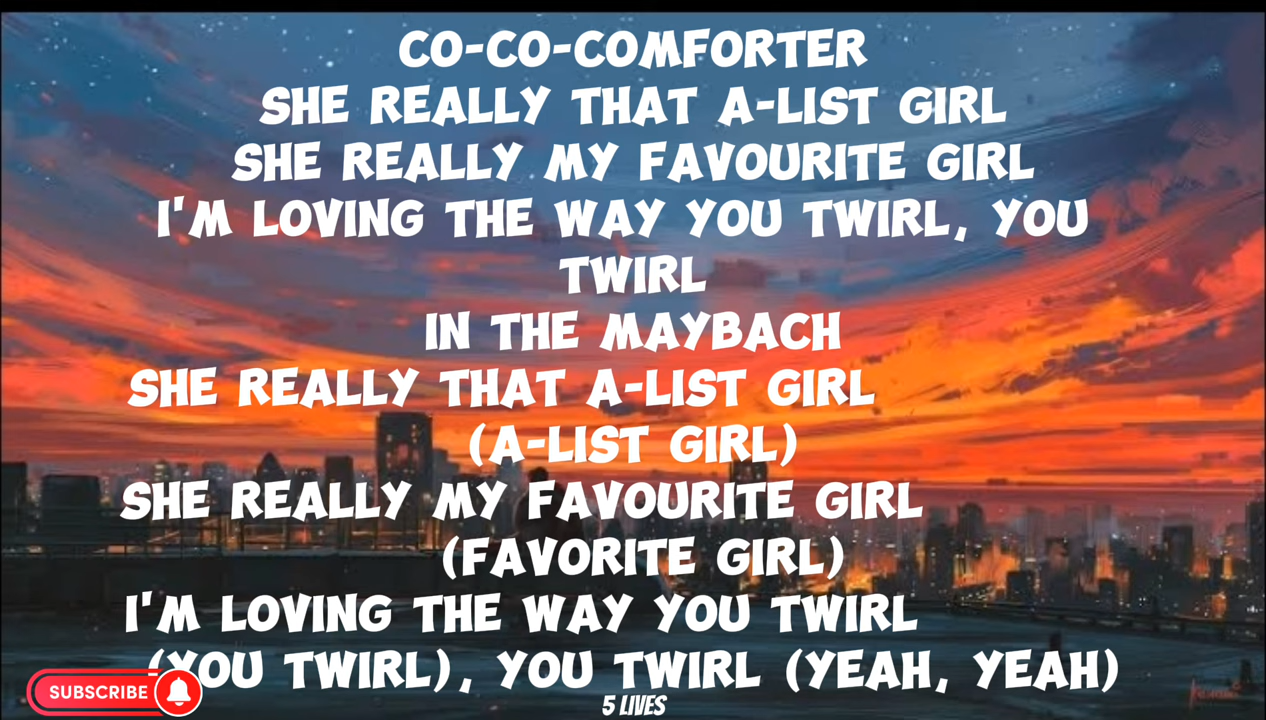 CO-CO-COMFORTER
SHE REALLY THAT A-LIST GIRL
SHE REALLY MY FAVOURITE GIRL
I'M LOVING THE WAY YOU TWIRL, YOU
TWIRL
IN THE MAYBACH
SHE REALLY THAT A-LIST GIRL
(A-LIST GIRL)
SHE REALLY MY FAVOURITE GIRL
(FAVORITE GIRL)
I'M LOVING THE WAY YOU TWIRL
(YOU TWIRL), YOU TWIRL (YEAH, YEAH)
SUBSCRIBE
5 LIVES